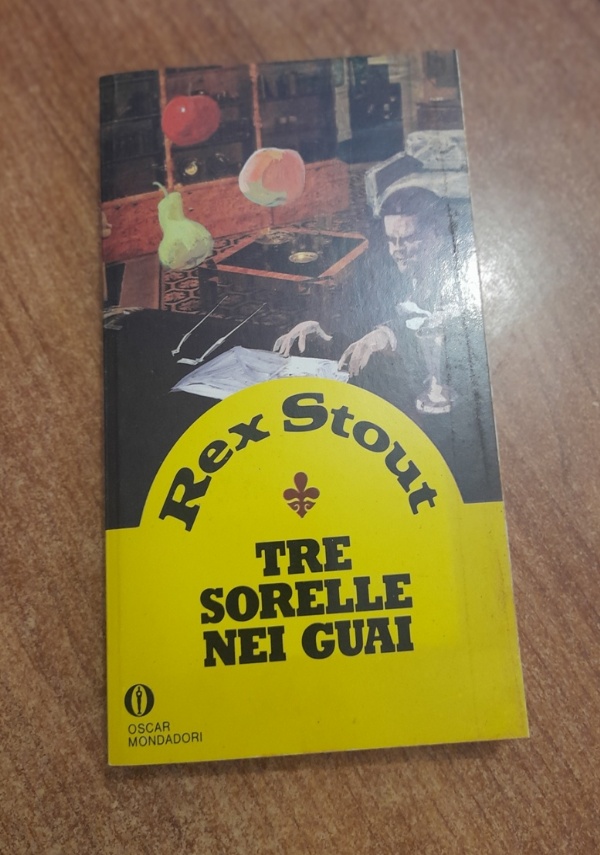 Rex Stout
TRE
SORELLE
NEI GUAI
OSCAR
MONDADORI